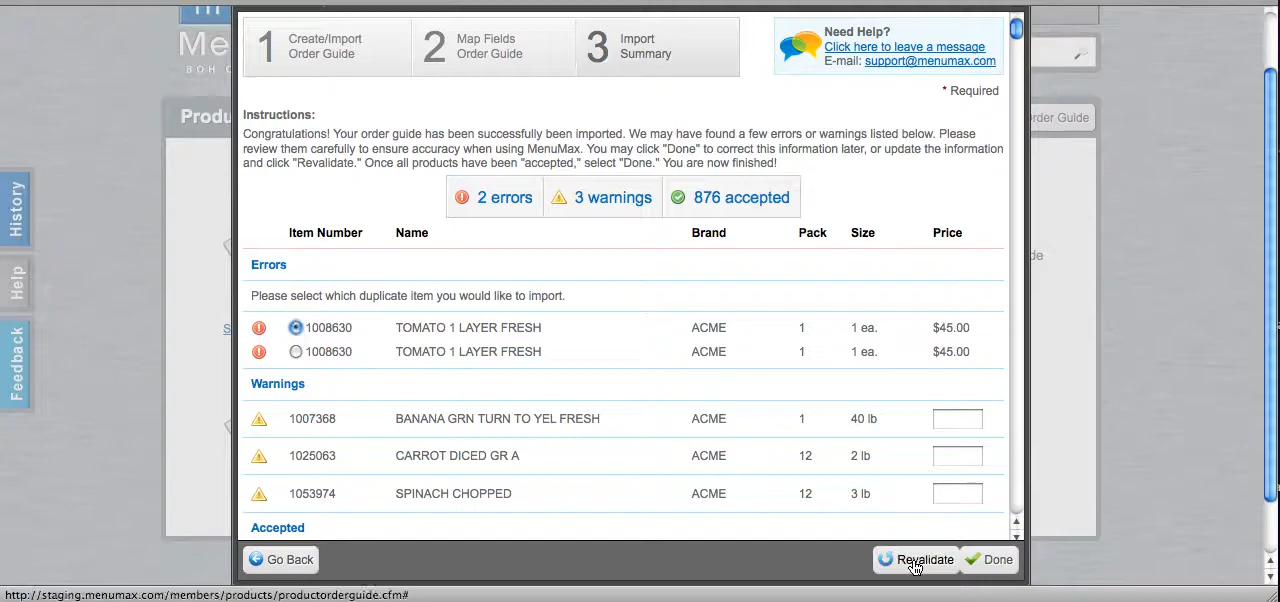 Me
BOH C
Produ
rder Guide
de
S
History
Help
Feedback
1 Create/Import Order Guide
2 Map Fields Order Guide
3 Import Summary
Need Help?
Click here to leave a message
E-mail: support@menumax.com
* Required
Instructions:
Congratulations! Your order guide has been successfully been imported. We may have found a few errors or warnings listed below. Please
review them carefully to ensure accuracy when using MenuMax. You may click "Done" to correct this information later, or update the information
and click "Revalidate." Once all products have been "accepted," select "Done." You are now finished!
2 errors 3 warnings 876 accepted
Item Number Name Brand Pack Size Price
Errors
Please select which duplicate item you would like to import.
1008630 TOMATO 1 LAYER FRESH ACME 1 1 ea. $45.00
1008630 TOMATO 1 LAYER FRESH ACME 1 1 ea. $45.00
Warnings
1007368 BANANA GRN TURN TO YEL FRESH ACME 1 40 lb
1025063 CARROT DICED GR A ACME 12 2 lb
1053974 SPINACH CHOPPED ACME 12 3 lb
Accepted
Go Back Revalidate Done
http://staging.menumax.com/members/products/productorderguide.cfm#